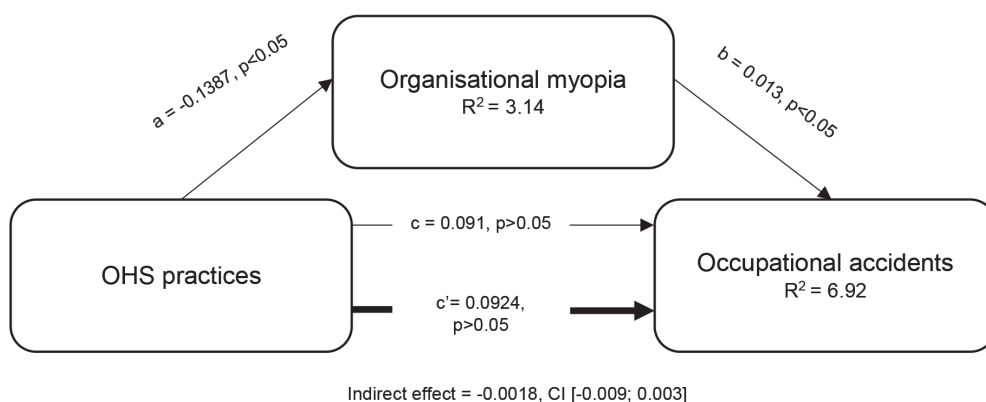 Organisational myopia
R² = 3.14
a = -0.1387, p<0.05
b = 0.013, p<0.05
OHS practices
c = 0.091, p>0.05
c'= 0.0924,
p>0.05
Occupational accidents
R² = 6.92
Indirect effect = -0.0018, CI [-0.009; 0.003]